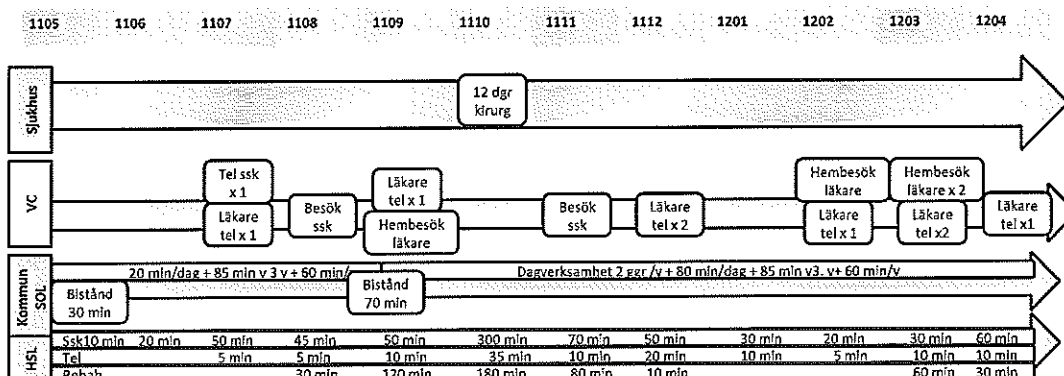 1105 1106 1107 1108 1109 1110 1111 1112 1201 1202 1203 1204
Sjukhus
12 dgr
kirurg
VC
Tel ssk
x 1
Läkare
tel x 1
Besök
ssk
Läkare
tel x 1
Hembesök
läkare
Besök
ssk
Läkare
tel x 2
Hembesök
läkare
Läkare
tel x 1
Hembesök
läkare x 2
Läkare
tel x2
Läkare
tel x1
Kommun
SOL
20 min/dag + 85 min v 3 v + 60 min/
Dagverksamhet 2 ggr /v + 80 min/dag + 85 min v3. v+ 60 min/v
Bistånd
30 min
Bistånd
70 min
HSL
Ssk10 min 20 min 50 min 45 min 50 min 300 min 70 min 50 min 30 min 20 min 30 min 60 min
Tel 5 min 5 min 10 min 35 min 10 min 20 min 10 min 5 min 10 min 10 min
Rehab 30 min 120 min 180 min 80 min 10 min 60 min 30 min